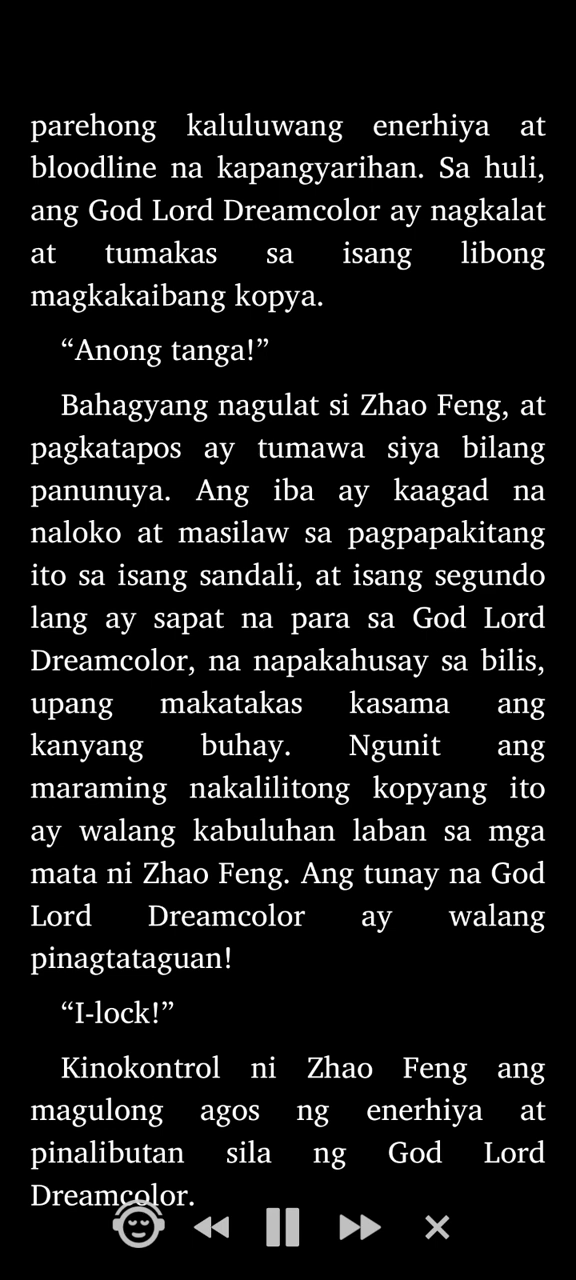 parehong kaluluwang enerhiya at
bloodline na kapangyarihan. Sa huli,
ang God Lord Dreamcolor ay nagkalat
at tumakas sa isang libong
magkakaibang kopya.
“Anong tanga!”
Bahagyang nagulat si Zhao Feng, at
pagkatapos ay tumawa siya bilang
panunuya. Ang iba ay kaagad na
naloko at masilaw sa pagpapakitang
ito sa isang sandali, at isang segundo
lang ay sapat na para sa God Lord
Dreamcolor, na napakahusay sa bilis,
upang makatakas kasama ang
kanyang buhay. Ngunit ang
maraming nakalilitong kopyang ito
ay walang kabuluhan laban sa mga
mata ni Zhao Feng. Ang tunay na God
Lord Dreamcolor ay walang
pinagtataguan!
“I-lock!”
Kinokontrol ni Zhao Feng ang
magulong agos ng enerhiya at
pinalibutan sila ng God Lord
Dreamcolor.